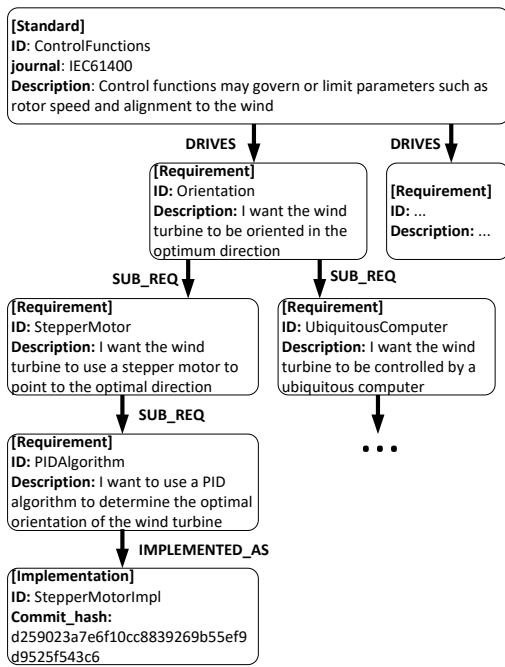 [Standard]
ID: ControlFunctions
journal: IEC61400
Description: Control functions may govern or limit parameters such as
rotor speed and alignment to the wind
DRIVES
DRIVES
[Requirement]
ID: Orientation
Description: I want the wind
turbine to be oriented in the
optimum direction
[Requirement]
ID: ...
Description: ...
SUB_REQ
SUB_REQ
[Requirement]
ID: StepperMotor
Description: I want the wind
turbine to use a stepper motor to
point to the optimal direction
[Requirement]
ID: UbiquitousComputer
Description: I want the wind
turbine to be controlled by a
ubiquitous computer
SUB_REQ
...
[Requirement]
ID: PIDAlgorithm
Description: I want to use a PID
algorithm to determine the optimal
orientation of the wind turbine
IMPLEMENTED_AS
[Implementation]
ID: StepperMotorImpl
Commit_hash:
d259023a7e6f10cc8839269b55ef9
d9525f543c6